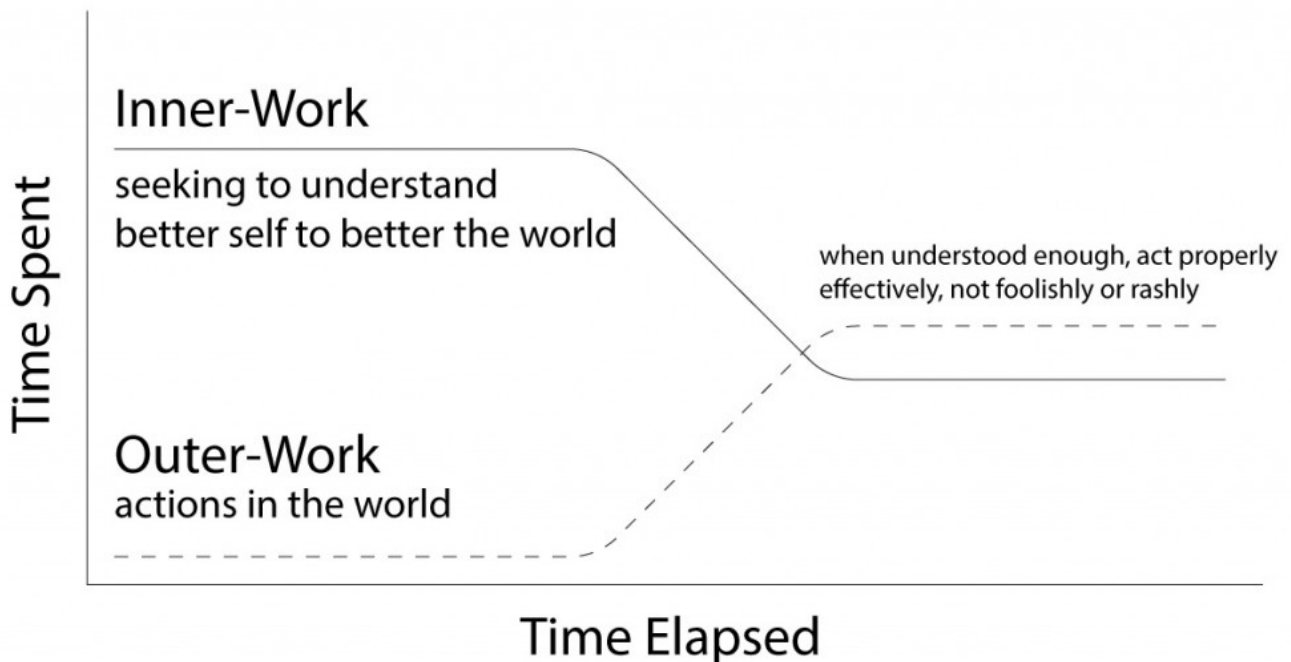 Inner-Work
seeking to understand
better self to better the world
when understood enough, act properly
effectively, not foolishly or rashly
Time Spent
Outer-Work
actions in the world
Time Elapsed